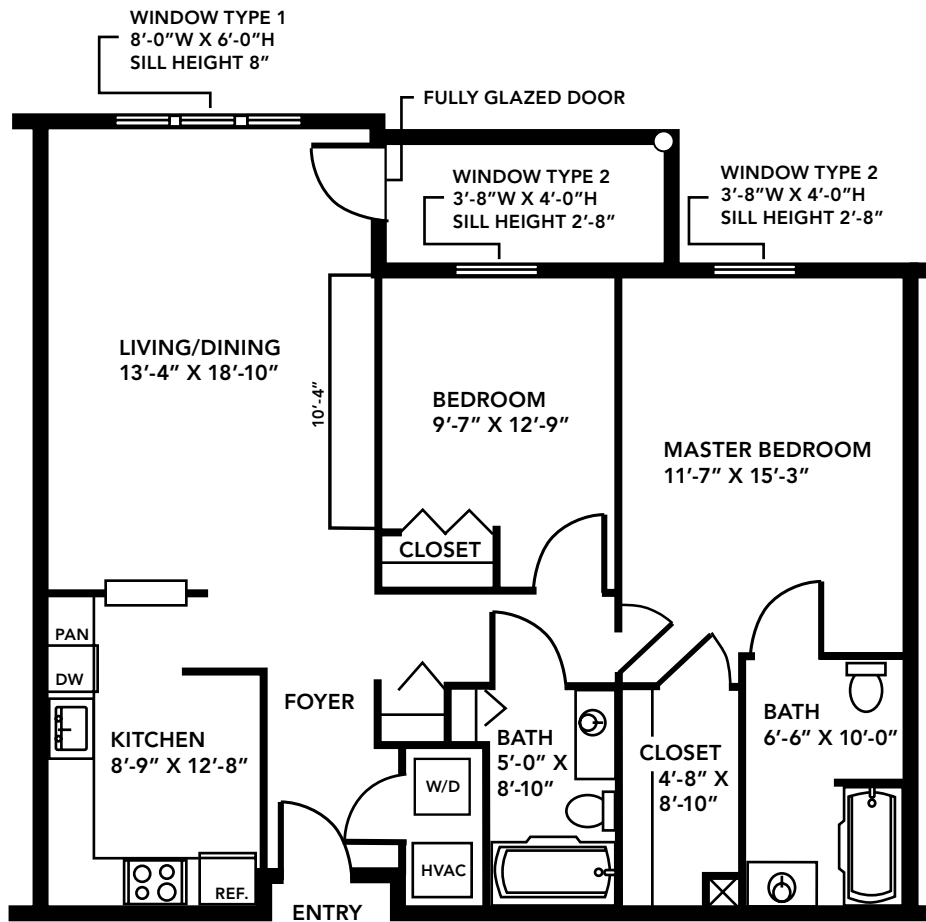 WINDOW TYPE 1
8’-0”W X 6’-0”H
SILL HEIGHT 8”
FULLY GLAZED DOOR
WINDOW TYPE 2
3’-8”W X 4’-0”H
SILL HEIGHT 2’-8”
WINDOW TYPE 2
3’-8”W X 4’-0”H
SILL HEIGHT 2’-8”
LIVING/DINING
13’-4” X 18’-10”
10’-4”
BEDROOM
9’-7” X 12’-9”
MASTER BEDROOM
11’-7” X 15’-3”
CLOSET
PAN
DW
FOYER
KITCHEN
8’-9” X 12’-8”
W/D
BATH
5’-0” X
8’-10”
CLOSET
4’-8” X
8’-10”
BATH
6’-6” X 10’-0”
HVAC
REF.
ENTRY